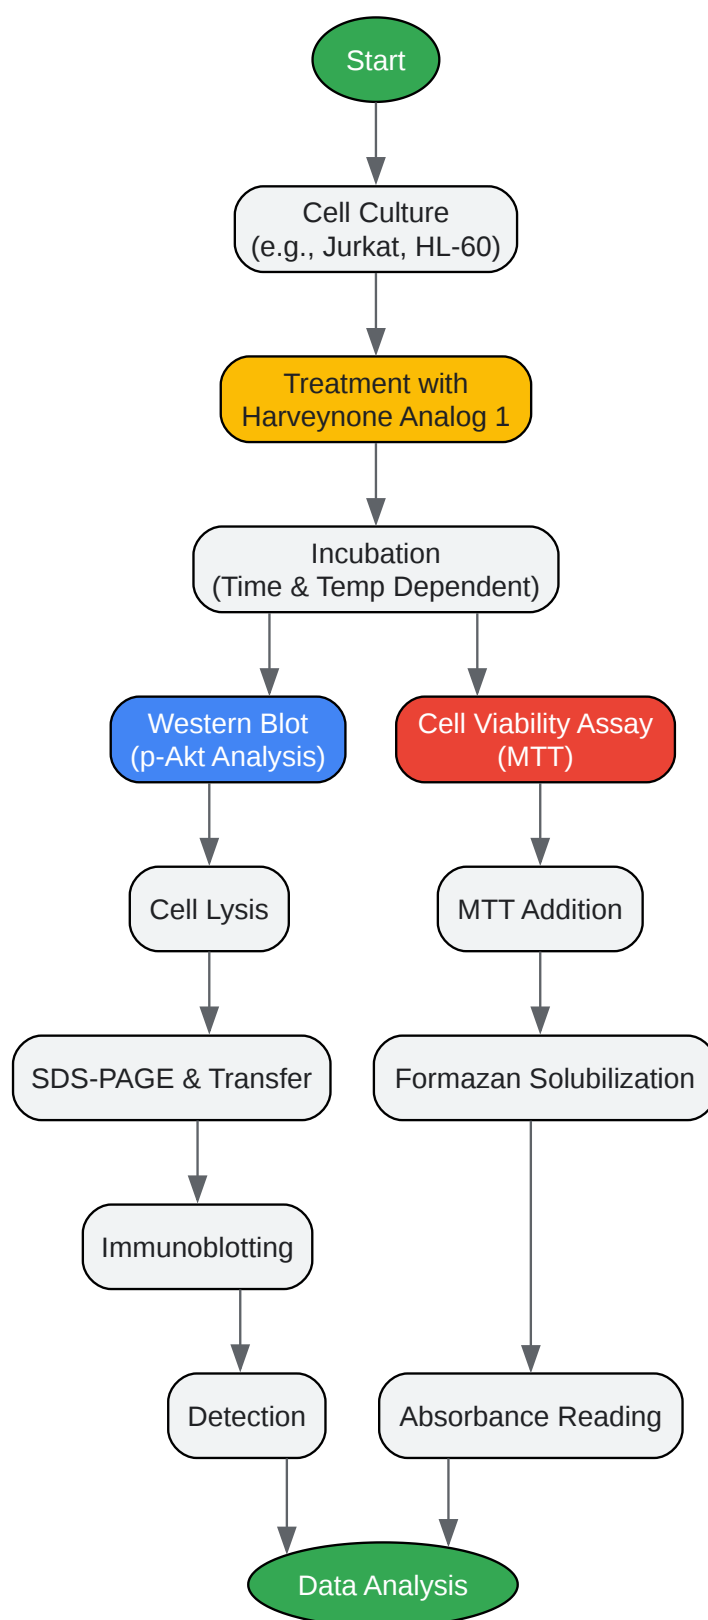 Start
Cell Culture
(e.g., Jurkat, HL-60)
Treatment with
Harveynone Analog 1
Incubation
(Time & Temp Dependent)
Western Blot
(p-Akt Analysis)
Cell Viability Assay
(MTT)
Cell Lysis
MTT Addition
SDS-PAGE & Transfer
Formazan Solubilization
Immunoblotting
Detection
Absorbance Reading
Data Analysis